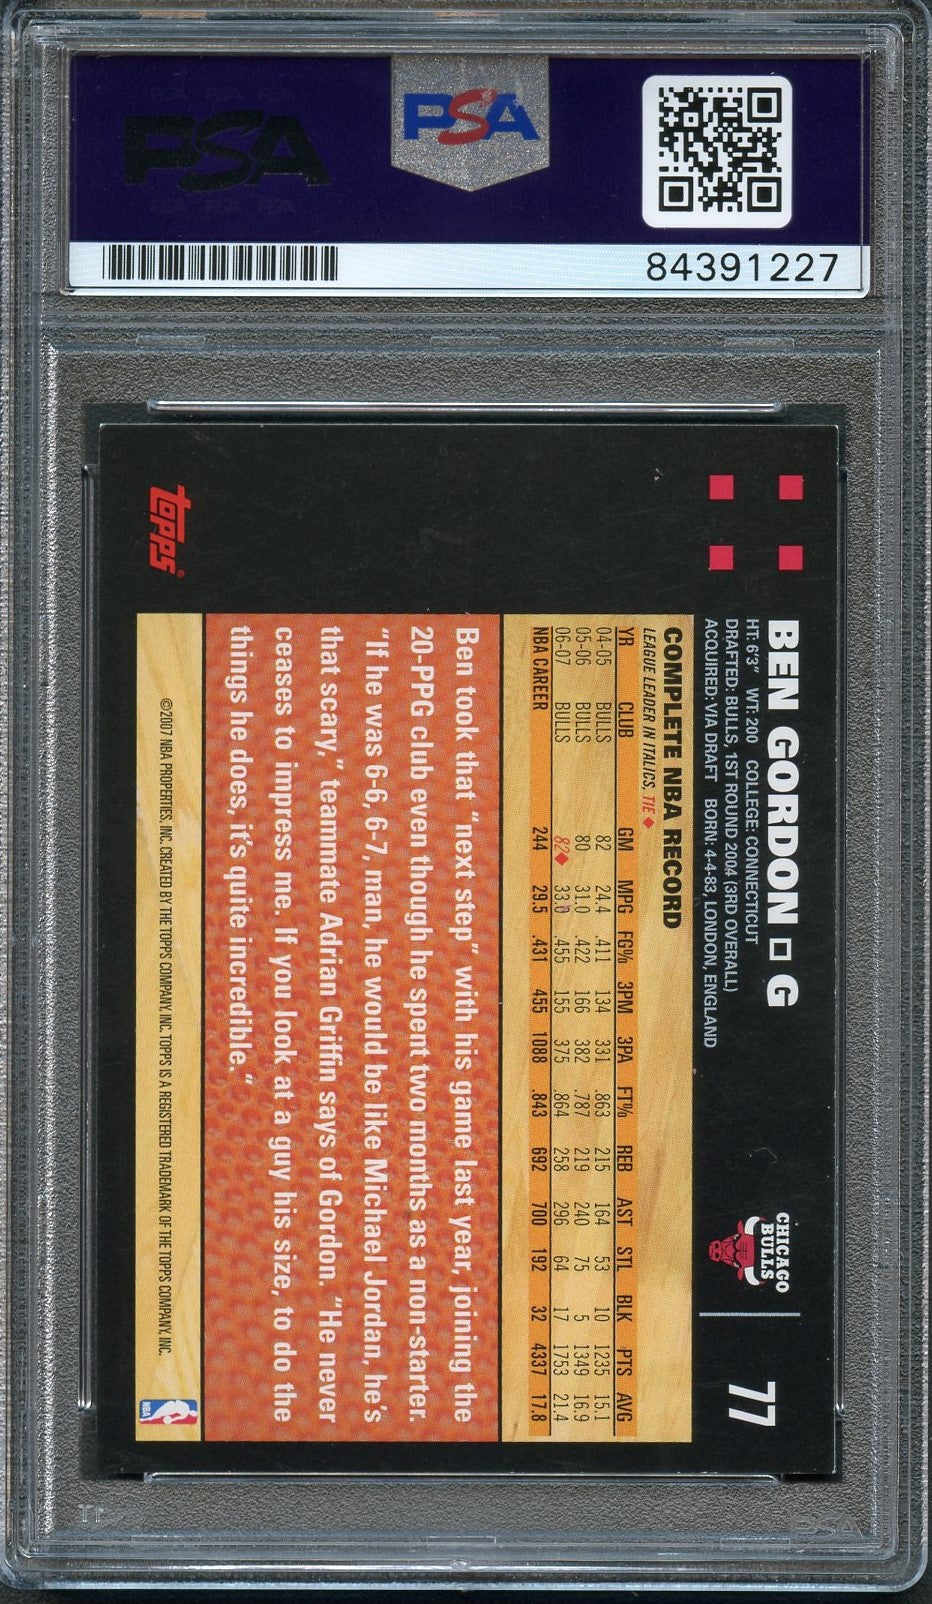 PSA
PSA
84391227
BEN GORDON □ G
HT: 6'3" WT: 200 COLLEGE: CONNECTICUT
DRAFTED: BULLS, 1ST ROUND 2004 (3RD OVERALL)
ACQUIRED: VIA DRAFT BORN: 4-4-83, LONDON, ENGLAND
CHICAGO
BULLS
77
COMPLETE NBA RECORD
LEAGUE LEADER IN ITALICS, TIE ♦
YR CLUB GM MPG FG% 3PM 3PA FT% REB AST STL BLK PTS AVG
04-05 BULLS 82 24.4 .411 134 331 .863 215 164 53 10 1235 15.1
05-06 BULLS 80 31.0 .422 166 382 .787 219 240 75 5 1349 16.9
06-07 BULLS 82♦ 33.0 .455 155 375 .864 258 296 64 17 1753 21.4
NBA CAREER 244 29.5 .431 455 1088 .843 692 700 192 32 4337 17.8
Ben took that "next step" with his game last year, joining the
20-PPG club even though he spent two months as a non-starter.
"If he was 6-6, 6-7, man, he would be like Michael Jordan, he's
that scary," teammate Adrian Griffin says of Gordon. "He never
ceases to impress me. If you look at a guy his size, to do the
things he does, it's quite incredible."
topps®
©2007 NBA PROPERTIES, INC. CREATED BY THE TOPPS COMPANY, INC. TOPPS IS A REGISTERED TRADEMARK OF THE TOPPS COMPANY, INC.
NBA
PSA